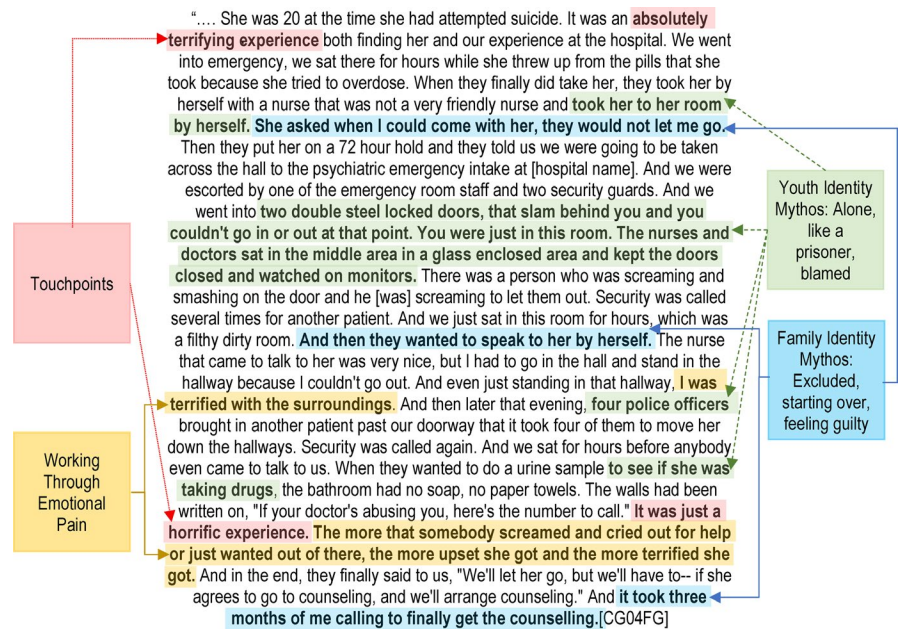 “.... She was 20 at the time she had attempted suicide. It was an absolutely
terrifying experience both finding her and our experience at the hospital. We went
into emergency, we sat there for hours while she threw up from the pills that she
took because she tried to overdose. When they finally did take her, they took her by
herself with a nurse that was not a very friendly nurse and took her to her room
by herself. She asked when I could come with her, they would not let me go.
Then they put her on a 72 hour hold and they told us we were going to be taken
across the hall to the psychiatric emergency intake at [hospital name]. And we were
escorted by one of the emergency room staff and two security guards. And we
went into two double steel locked doors, that slam behind you and you
couldn't go in or out at that point. You were just in this room. The nurses and
doctors sat in the middle area in a glass enclosed area and kept the doors
closed and watched on monitors. There was a person who was screaming and
smashing on the door and he [was] screaming to let them out. Security was called
several times for another patient. And we just sat in this room for hours, which was
a filthy dirty room. And then they wanted to speak to her by herself. The nurse
that came to talk to her was very nice, but I had to go in the hall and stand in the
hallway because I couldn't go out. And even just standing in that hallway, I was
terrified with the surroundings. And then later that evening, four police officers
brought in another patient past our doorway that it took four of them to move her
down the hallways. Security was called again. And we sat for hours before anybody
even came to talk to us. When they wanted to do a urine sample to see if she was
taking drugs, the bathroom had no soap, no paper towels. The walls had been
written on, "If your doctor's abusing you, here's the number to call." It was just a
horrific experience. The more that somebody screamed and cried out for help
or just wanted out of there, the more upset she got and the more terrified she
got. And in the end, they finally said to us, "We'll let her go, but we'll have to-- if she
agrees to go to counseling, and we'll arrange counseling." And it took three
months of me calling to finally get the counselling.[CG04FG]
Touchpoints
Working
Through
Emotional
Pain
Youth Identity
Mythos: Alone,
like a
prisoner,
blamed
Family Identity
Mythos:
Excluded,
starting over,
feeling guilty